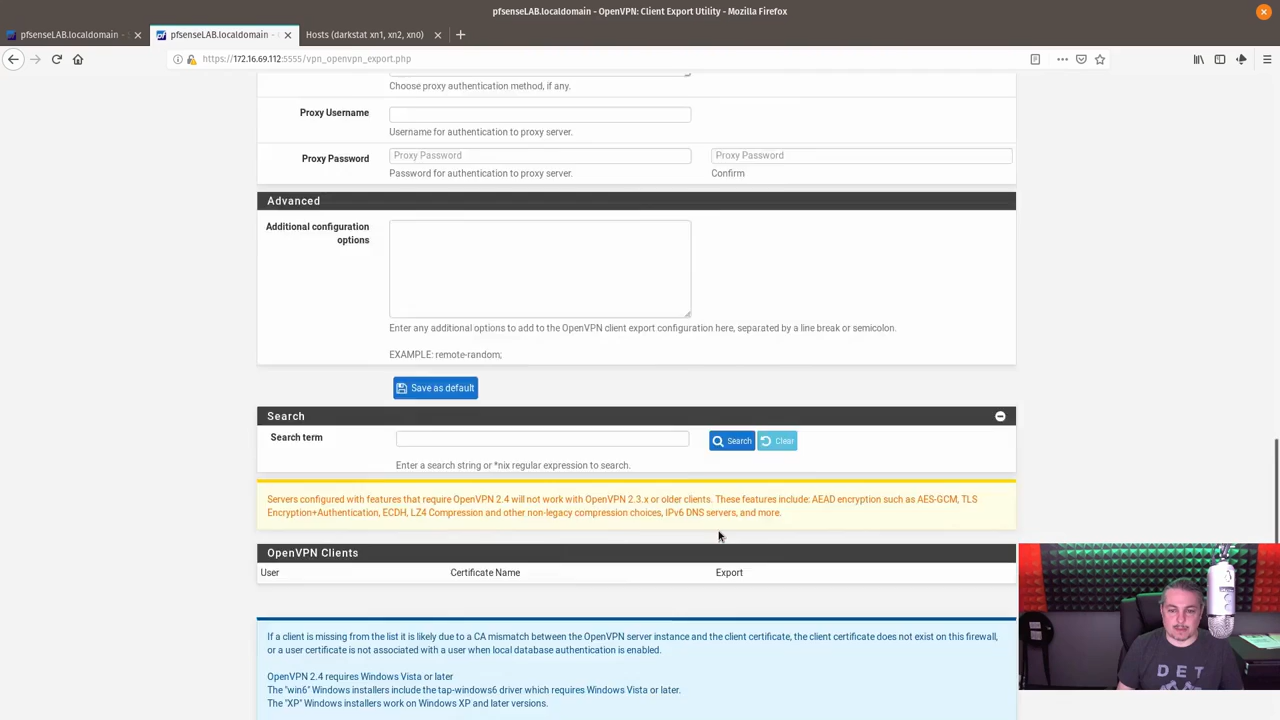 pfsenseLAB.localdomain - OpenVPN: Client Export Utility - Mozilla Firefox
pfsenseLAB.localdomain -
pfsenseLAB.localdomain -
Hosts (darkstat xn1, xn2, xn0)
https://172.16.69.112:5555/vpn_openvpn_export.php
Choose proxy authentication method, if any.
Proxy Username
Username for authentication to proxy server.
Proxy Password
Proxy Password
Proxy Password
Password for authentication to proxy server.
Confirm
Advanced
Additional configuration
options
Enter any additional options to add to the OpenVPN client export configuration here, separated by a line break or semicolon.
EXAMPLE: remote-random;
Save as default
Search
Search term
Search
Clear
Enter a search string or *nix regular expression to search.
Servers configured with features that require OpenVPN 2.4 will not work with OpenVPN 2.3.x or older clients. These features include: AEAD encryption such as AES-GCM, TLS
Encryption+Authentication, ECDH, LZ4 Compression and other non-legacy compression choices, IPv6 DNS servers, and more.
OpenVPN Clients
User
Certificate Name
Export
If a client is missing from the list it is likely due to a CA mismatch between the OpenVPN server instance and the client certificate, the client certificate does not exist on this firewall,
or a user certificate is not associated with a user when local database authentication is enabled.
OpenVPN 2.4 requires Windows Vista or later
The "win6" Windows installers include the tap-windows6 driver which requires Windows Vista or later.
The "XP" Windows installers work on Windows XP and later versions.
DET